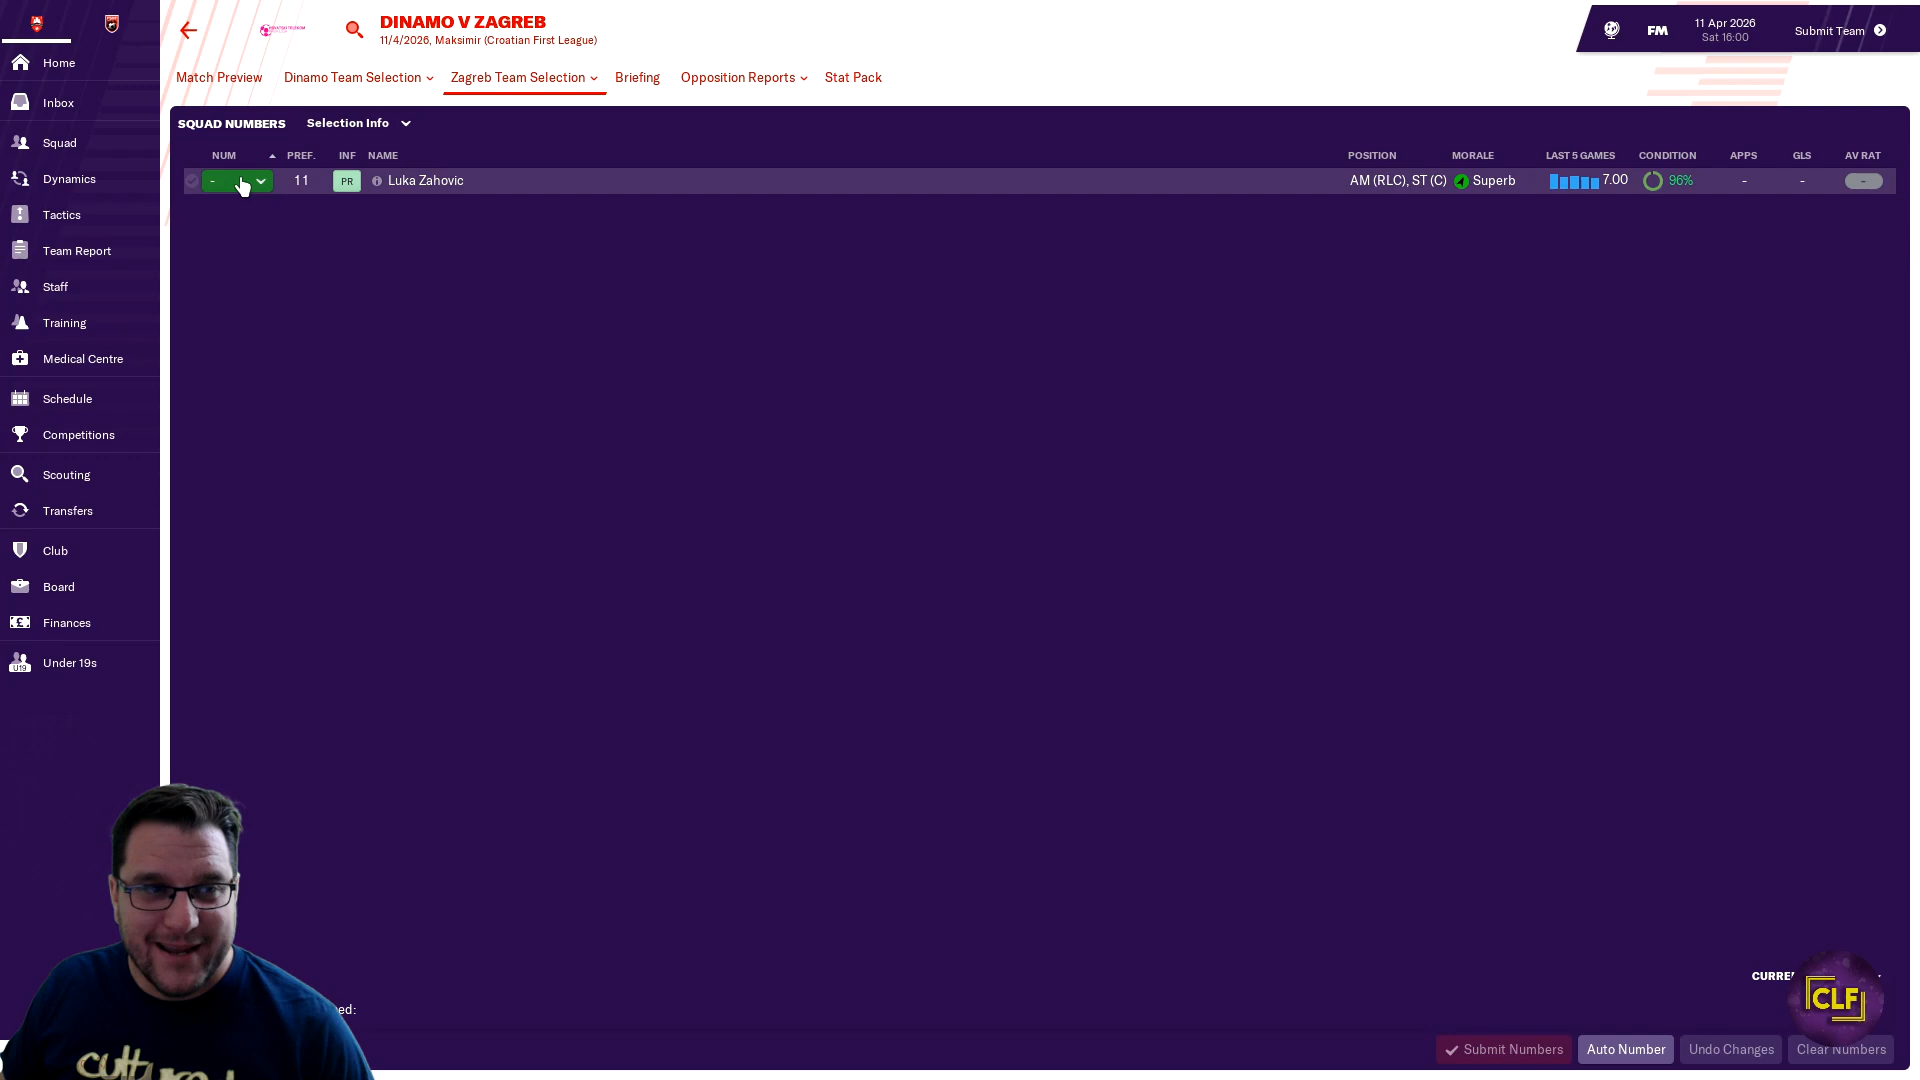 DINAMO V ZAGREB
11/4/2026, Maksimir (Croatian First League)
FM
11 Apr 2026
Sat 16:00
Submit Team
Match Preview
Dinamo Team Selection
Zagreb Team Selection
Briefing
Opposition Reports
Stat Pack
Home
Inbox
Squad
Dynamics
Tactics
Team Report
Staff
Training
Medical Centre
Schedule
Competitions
Scouting
Transfers
Club
Board
Finances
U19
Under 19s
SQUAD NUMBERS
Selection Info
NUM PREF. INF NAME POSITION MORALE LAST 5 GAMES CONDITION APPS GLS AV RAT
- 11 PR Luka Zahovic AM (RLC), ST (C) Superb 7.00 96% - - -
CLF
Submit Numbers
Auto Number
Undo Changes
Clear Numbers